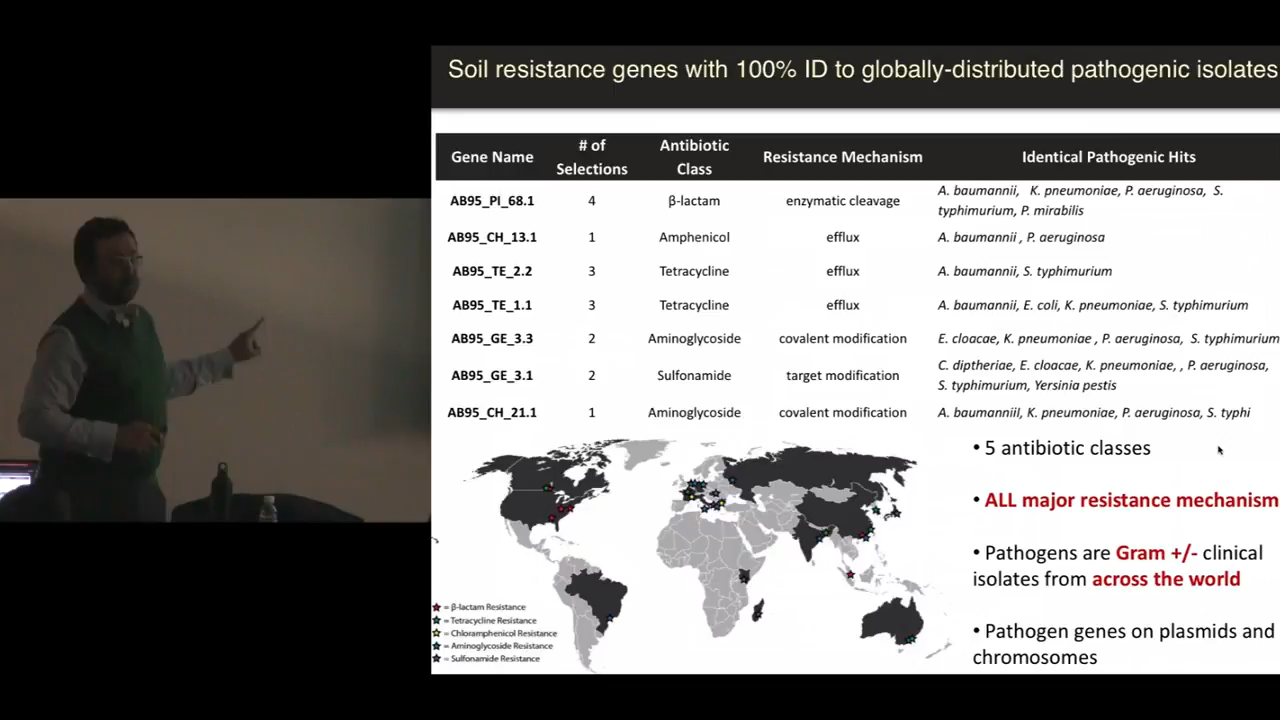 Soil resistance genes with 100% ID to globally-distributed pathogenic isolates
Gene Name # of Selections Antibiotic Class Resistance Mechanism Identical Pathogenic Hits
AB95_PI_68.1 4 β-lactam enzymatic cleavage A. baumannii, K. pneumoniae, P. aeruginosa, S. typhimurium, P. mirabilis
AB95_CH_13.1 1 Amphenicol efflux A. baumannii , P. aeruginosa
AB95_TE_2.2 3 Tetracycline efflux A. baumannii, S. typhimurium
AB95_TE_1.1 3 Tetracycline efflux A. baumannii, E. coli, K. pneumoniae, S. typhimurium
AB95_GE_3.3 2 Aminoglycoside covalent modification E. cloacae, K. pneumoniae , P. aeruginosa, S. typhimurium
AB95_GE_3.1 2 Sulfonamide target modification C. diptheriae, E. cloacae, K. pneumoniae, , P. aeruginosa, S. typhimurium, Yersinia pestis
AB95_CH_21.1 1 Aminoglycoside covalent modification A. baumanniiI, K. pneumoniae, P. aeruginosa, S. typhi
• 5 antibiotic classes
• ALL major resistance mechanism
• Pathogens are Gram +/- clinical
isolates from across the world
• Pathogen genes on plasmids and
chromosomes
= β-lactam Resistance
= Tetracycline Resistance
= Chloramphenicol Resistance
= Aminoglycoside Resistance
= Sulfonamide Resistance